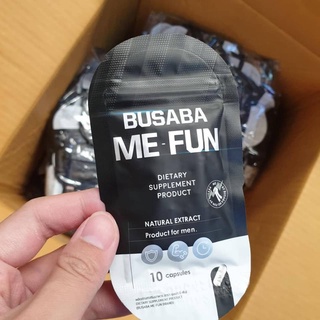 BUSABA
ME-FUN
DIETARY
SUPPLEMENT
PRODUCT
NATURAL EXTRACT
Product for men.
10 capsules